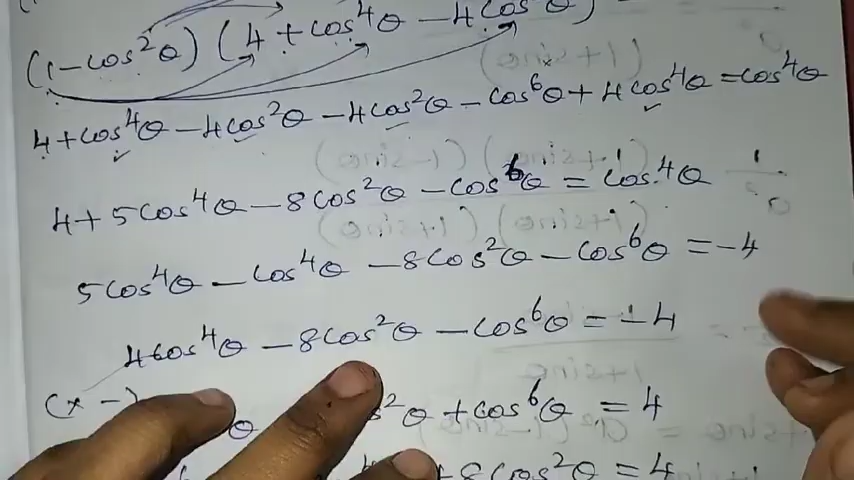 (1-cos²θ) (4+cos⁴θ-4cos²θ)
4+cos⁴θ-4cos²θ-4cos²θ-cos⁶θ+4cos⁴θ=cos⁴θ
4+5cos⁴θ-8cos²θ-cos⁶θ=cos⁴θ
5cos⁴θ-cos⁴θ-8cos²θ-cos⁶θ=-4
4cos⁴θ-8cos²θ-cos⁶θ=-4
(x-) θ s²θ+cos⁶θ=4
+8cos²θ=4